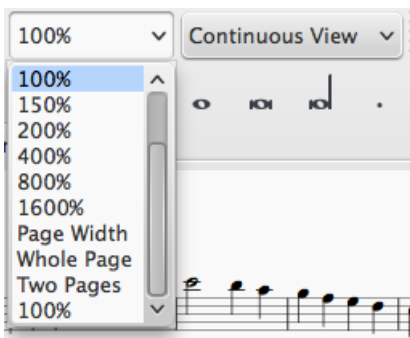 100%
Continuous View
100%
150%
200%
400%
800%
1600%
Page Width
Whole Page
Two Pages
100%